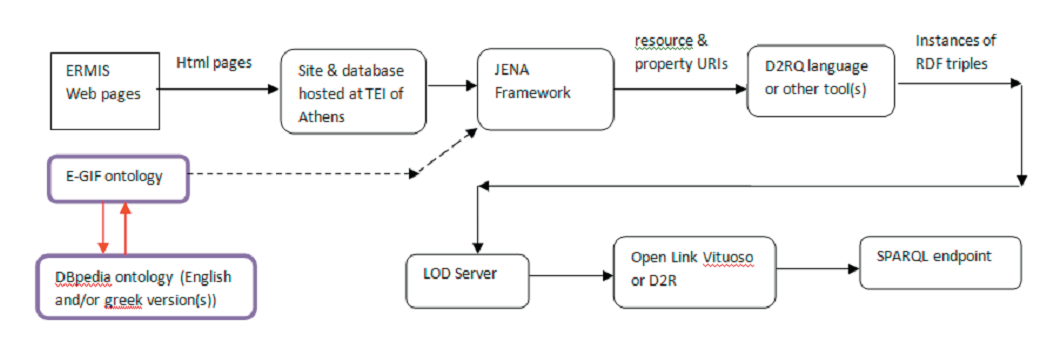 ERMIS
Web pages
Html pages
Site & database
hosted at TEI of
Athens
JENA
Framework
resource &
property URIs
D2RQ language
or other tool(s)
Instances of
RDF triples
E-GIF ontology
DBpedia ontology (English
and/or greek version(s))
LOD Server
Open Link Vituoso
or D2R
SPARQL endpoint